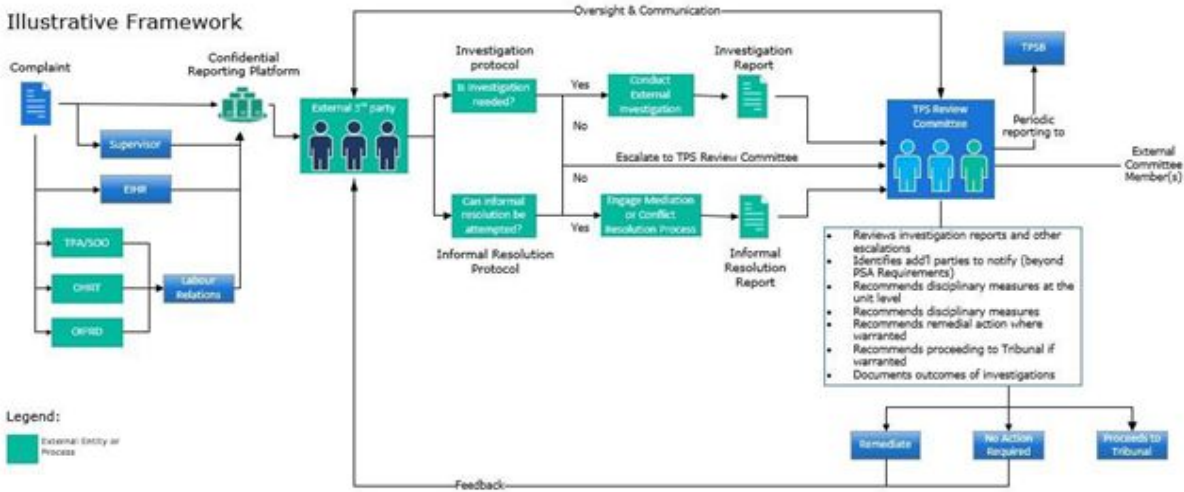 Illustrative Framework
Oversight & Communication
Complaint
Confidential
Reporting Platform
Supervisor
EIHR
TPA/SOO
OHRT
OIPRD
Labour
Relations
External 3rd party
Investigation
protocol
Is investigation
needed?
Yes
No
Conduct
External
Investigation
Investigation
Report
Escalate to TPS Review Committee
No
Yes
Can informal
resolution be
attempted?
Informal Resolution
Protocol
Engage Mediation
or Conflict
Resolution Process
Informal
Resolution
Report
TPS Review
Committee
TPSB
Periodic
reporting to
External
Committee
Member(s)
• Reviews investigation reports and other
escalations
• Identifies add'l parties to notify (beyond
PSA Requirements)
• Recommends disciplinary measures at the
unit level
• Recommends disciplinary measures
• Recommends remedial action where
warranted
• Recommends proceeding to Tribunal if
warranted
• Documents outcomes of investigations
Remediate
No Action
Required
Proceeds to
Tribunal
Feedback
Legend:
External Entity or
Process